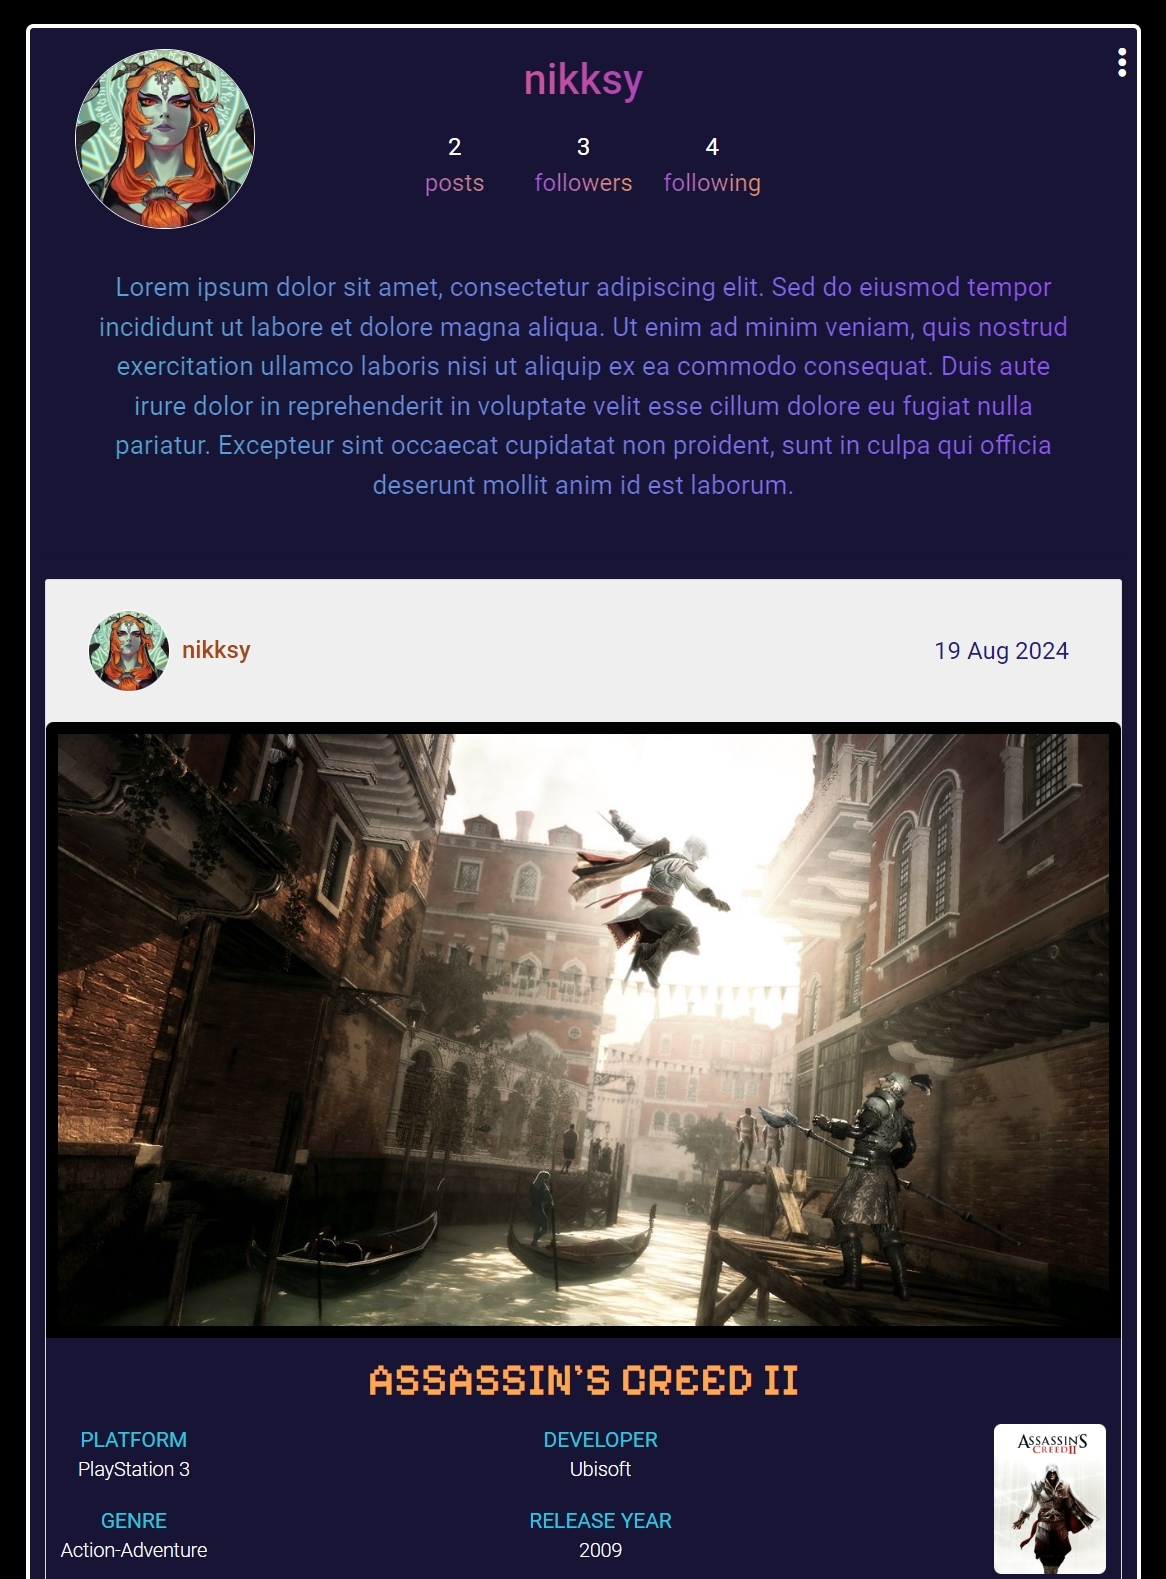 nikksy
2 3 4
posts followers following
Lorem ipsum dolor sit amet, consectetur adipiscing elit. Sed do eiusmod tempor
incididunt ut labore et dolore magna aliqua. Ut enim ad minim veniam, quis nostrud
exercitation ullamco laboris nisi ut aliquip ex ea commodo consequat. Duis aute
irure dolor in reprehenderit in voluptate velit esse cillum dolore eu fugiat nulla
pariatur. Excepteur sint occaecat cupidatat non proident, sunt in culpa qui officia
deserunt mollit anim id est laborum.
nikksy 19 Aug 2024
ASSASSIN'S CREED II
PLATFORM DEVELOPER
PlayStation 3 Ubisoft
GENRE RELEASE YEAR
Action-Adventure 2009
ASSASSIN'S
CREED II